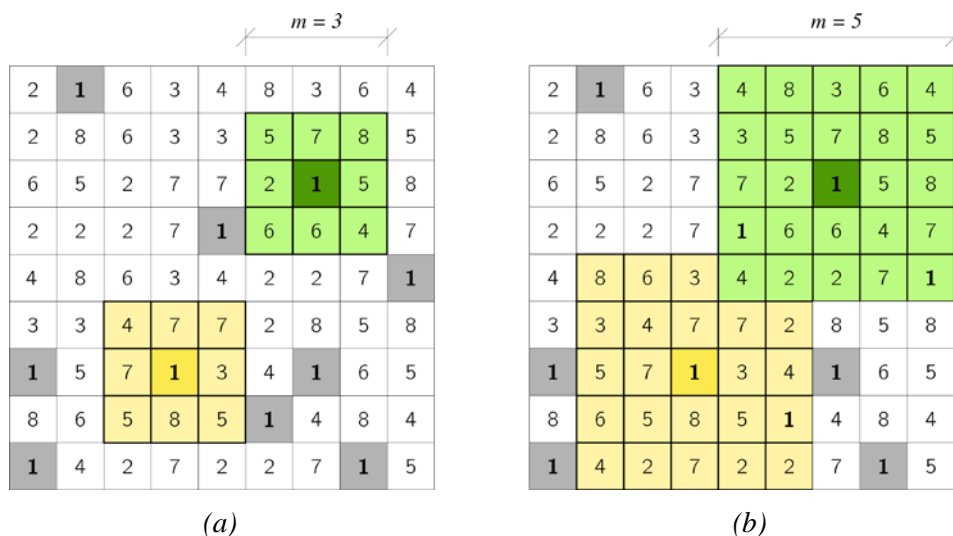 m = 3 m = 5
2 1 6 3 4 8 3 6 4 2 1 6 3 4 8 3 6 4
2 8 6 3 3 5 7 8 5 2 8 6 3 3 5 7 8 5
6 5 2 7 7 2 1 5 8 6 5 2 7 7 2 1 5 8
2 2 2 7 1 6 6 4 7 2 2 2 7 1 6 6 4 7
4 8 6 3 4 2 2 7 1 4 8 6 3 4 2 2 7 1
3 3 4 7 7 2 8 5 8 3 3 4 7 7 2 8 5 8
1 5 7 1 3 4 1 6 5 1 5 7 1 3 4 1 6 5
8 6 5 8 5 1 4 8 4 8 6 5 8 5 1 4 8 4
1 4 2 7 2 2 7 1 5 1 4 2 7 2 2 7 1 5
(a) (b)